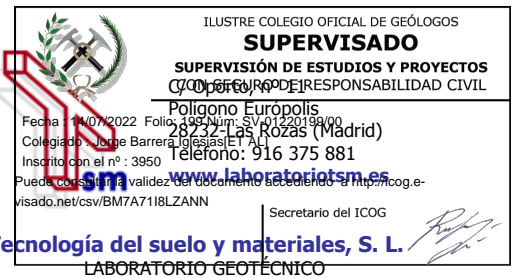 ILUSTRE COLEGIO OFICIAL DE GEÓLOGOS
SUPERVISADO
SUPERVISIÓN DE ESTUDIOS Y PROYECTOS
CON SEGURO DE RESPONSABILIDAD CIVIL
C/ Oporto, nº 11
Poligono Európolis
Fecha : 14/07/2022 Folio: 199 Núm: SV-01220199/00
28232-Las Rozas (Madrid)
Colegiado : Jorge Barrera Iglesias[ET AL]
Teléfono: 916 375 881
Inscrito con el nº : 3950
www.laboratoriotsm.es
Puede consultar la validez del documento accediendo a http://icog.e-
visado.net/csv/BM7A71I8LZANN
sm
Secretario del ICOG
Tecnología del suelo y materiales, S. L.
LABORATORIO GEOTÉCNICO